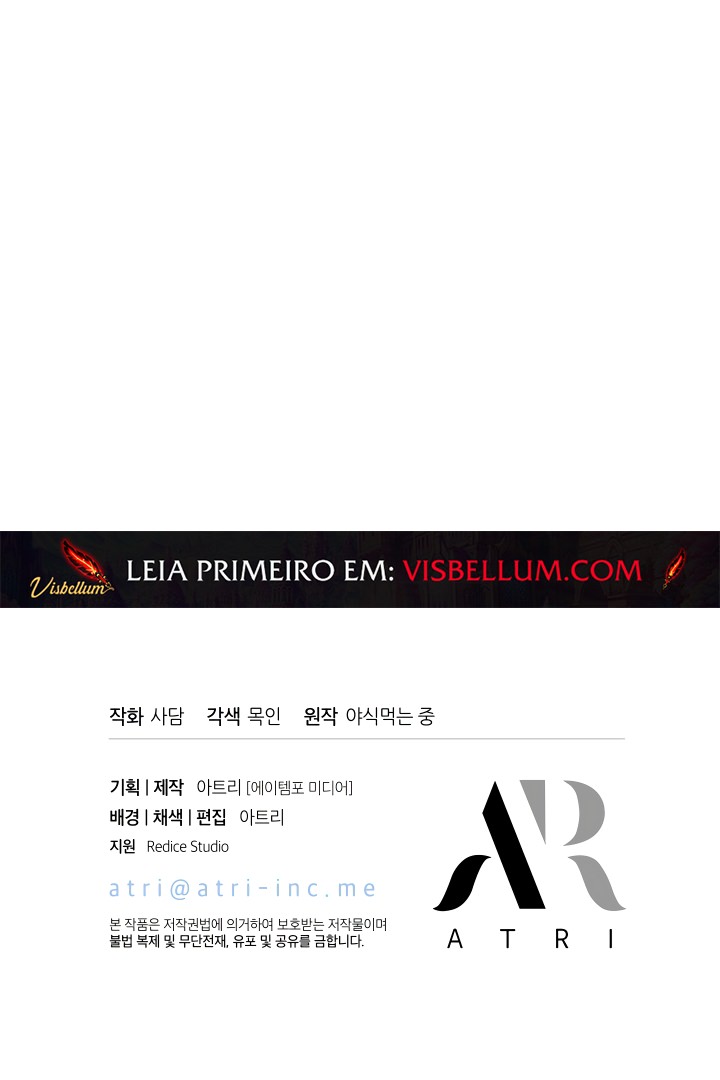 Visbellum
LEIA PRIMEIRO EM: VISBELLUM.COM
작화 사담 각색 목인 원작 야식먹는 중
기획 | 제작 아트리 [에이템포 미디어]
배경 | 채색 | 편집 아트리
지원 Redice Studio
atri@atri-inc.me
본 작품은 저작권법에 의거하여 보호받는 저작물이며
불법 복제 및 무단전재, 유포 및 공유를 금합니다.
AR
ATRI